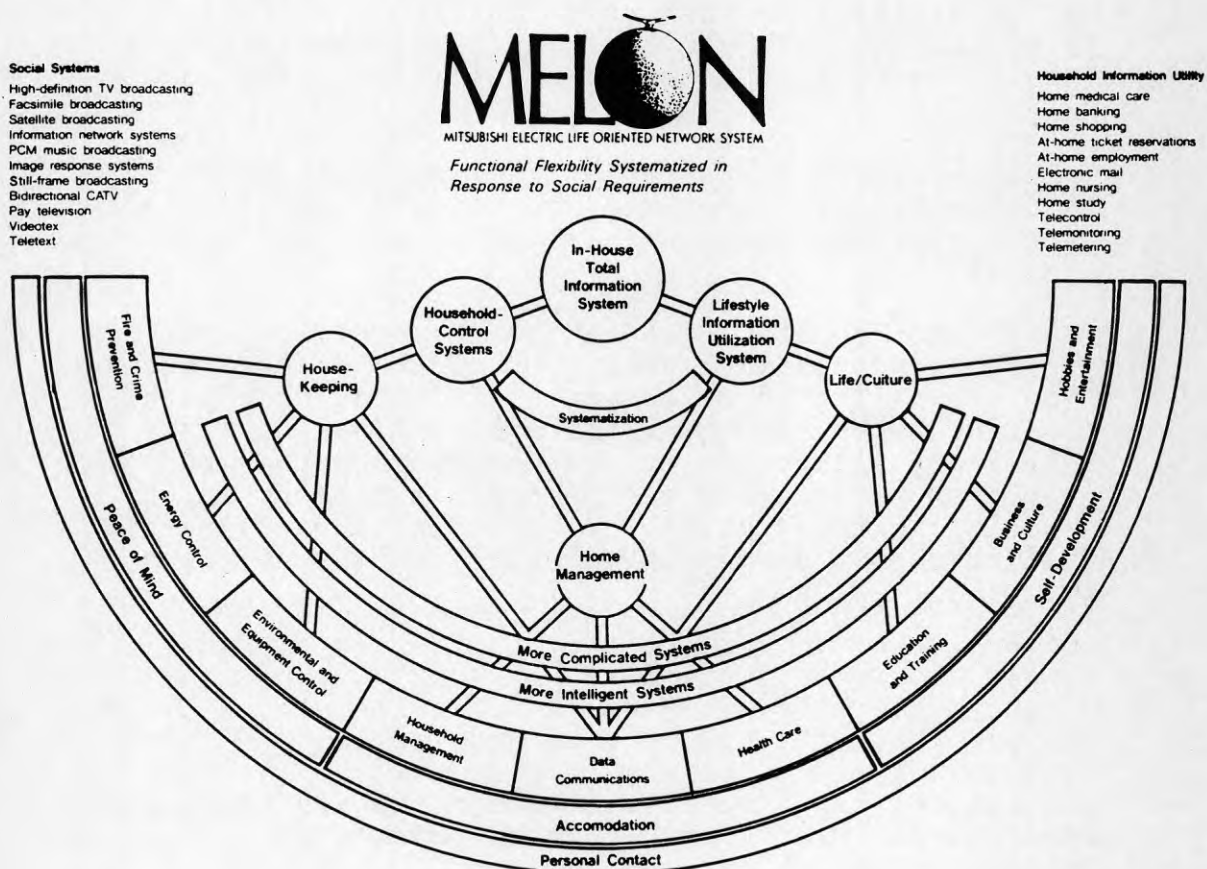 MELON
MITSUBISHI ELECTRIC LIFE ORIENTED NETWORK SYSTEM
Functional Flexibility Systematized in
Response to Social Requirements
Social Systems
High-definition TV broadcasting
Facsimile broadcasting
Satellite broadcasting
Information network systems
PCM music broadcasting
Image response systems
Still-frame broadcasting
Bidirectional CATV
Pay television
Videotex
Teletext
Household Information Utility
Home medical care
Home banking
Home shopping
At-home ticket reservations
At-home employment
Electronic mail
Home nursing
Home study
Telecontrol
Telemonitoring
Telemetering
In-House
Total
Information
System
Household-
Control
Systems
Lifestyle
Information
Utilization
System
House-
Keeping
Life/Culture
Systematization
Home
Management
More Complicated Systems
More Intelligent Systems
Fire and Crime
Prevention
Energy Control
Environmental and
Equipment Control
Household
Management
Data
Communications
Health Care
Education
and Training
Business
and Culture
Hobbies and
Entertainment
Peace of Mind
Accomodation
Self-Development
Personal Contact